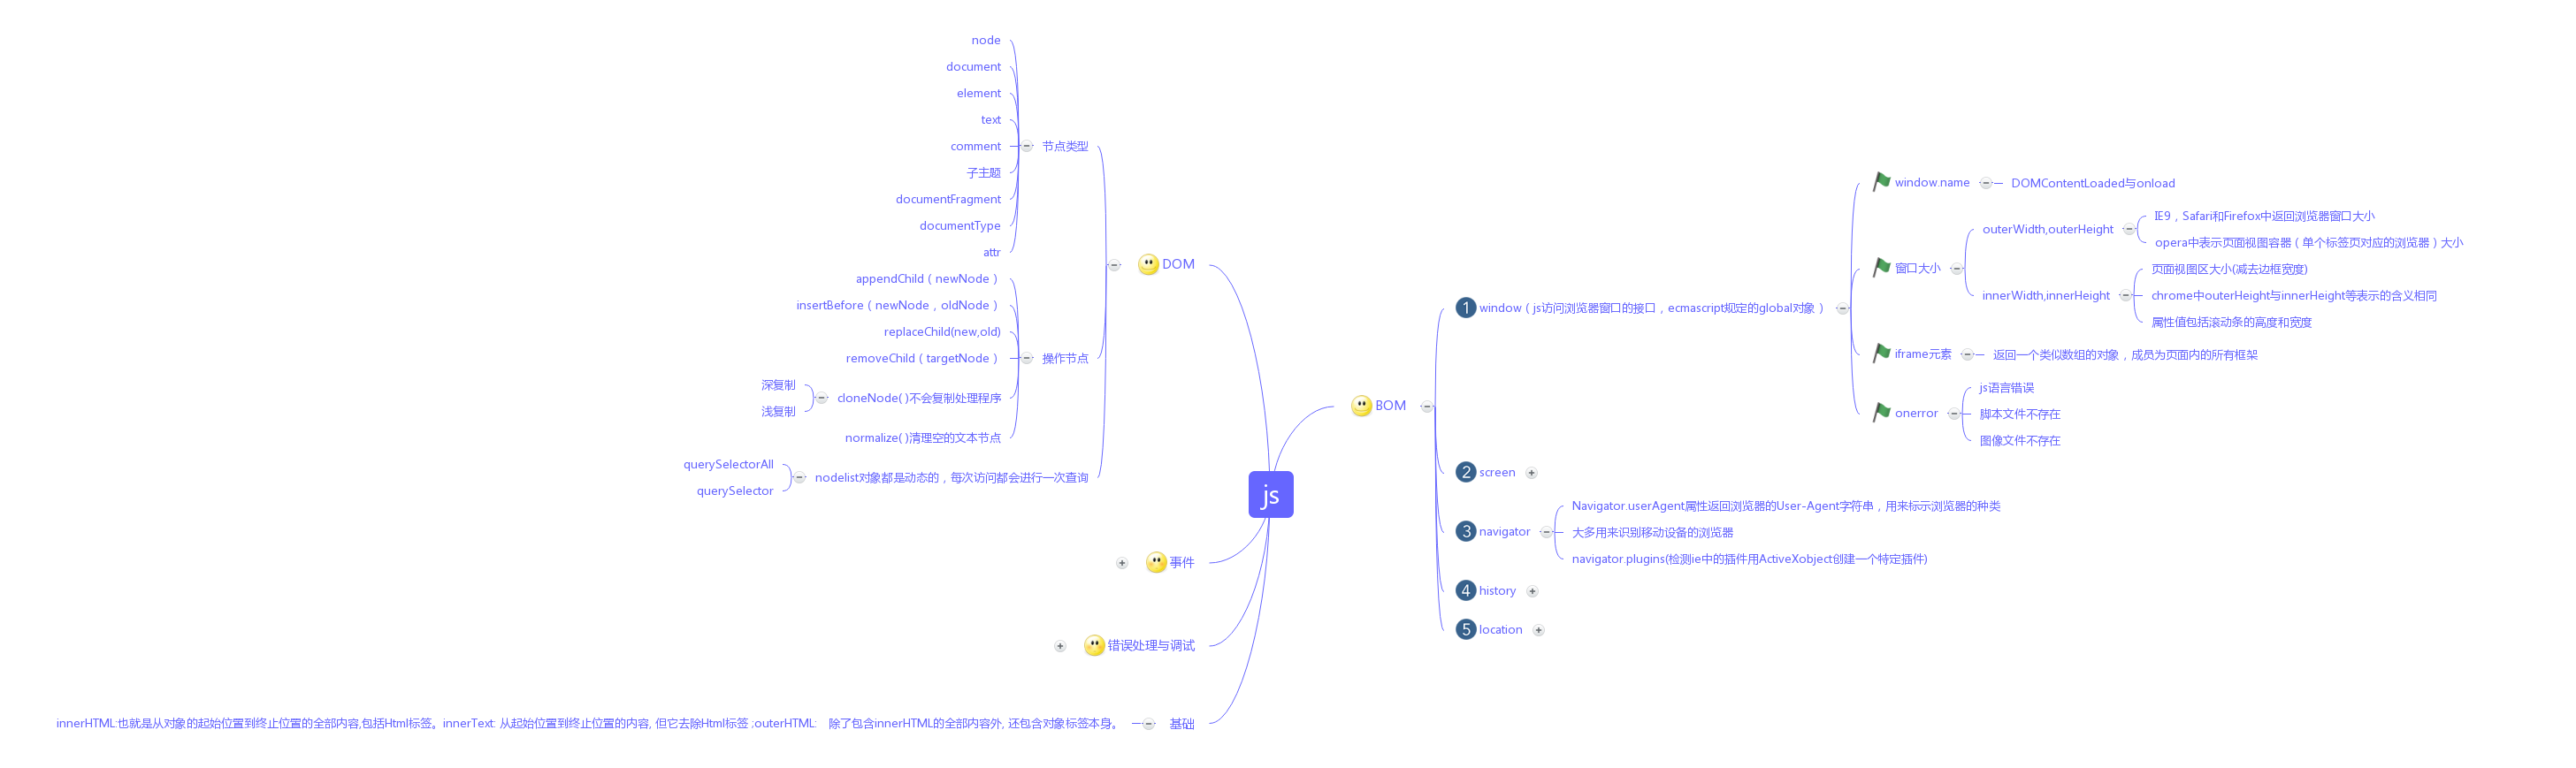 js
DOM
节点类型
node
document
element
text
comment
子主题
documentFragment
documentType
attr
操作节点
appendChild（newNode）
insertBefore（newNode，oldNode）
replaceChild(new,old)
removeChild（targetNode）
cloneNode( )不会复制处理程序
深复制
浅复制
normalize( )清理空的文本节点
nodelist对象都是动态的，每次访问都会进行一次查询
querySelectorAll
querySelector
事件
错误处理与调试
基础
innerHTML:也就是从对象的起始位置到终止位置的全部内容,包括Html标签。innerText: 从起始位置到终止位置的内容, 但它去除Html标签 ;outerHTML: 除了包含innerHTML的全部内容外, 还包含对象标签本身。
BOM
1 window（js访问浏览器窗口的接口，ecmascript规定的global对象）
window.name
DOMContentLoaded与onload
窗口大小
outerWidth,outerHeight
IE9，Safari和Firefox中返回浏览器窗口大小
opera中表示页面视图容器（单个标签页对应的浏览器）大小
innerWidth,innerHeight
页面视图区大小(减去边框宽度)
chrome中outerHeight与innerHeight等表示的含义相同
属性值包括滚动条的高度和宽度
iframe元素
返回一个类似数组的对象，成员为页面内的所有框架
onerror
js语言错误
脚本文件不存在
图像文件不存在
2 screen
3 navigator
Navigator.userAgent属性返回浏览器的User-Agent字符串，用来标示浏览器的种类
大多用来识别移动设备的浏览器
navigator.plugins(检测ie中的插件用ActiveXobject创建一个特定插件)
4 history
5 location